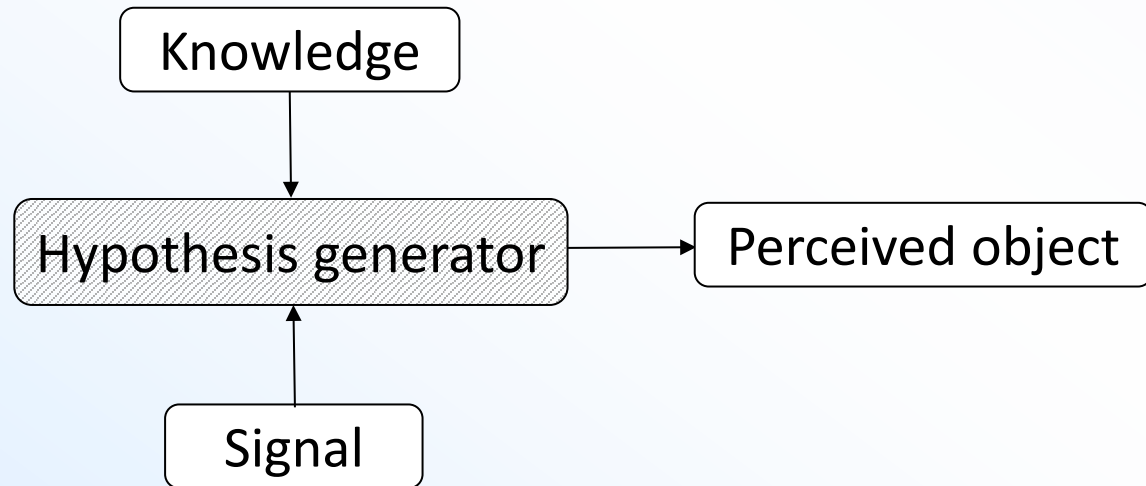 Knowledge
Hypothesis generator
Perceived object
Signal